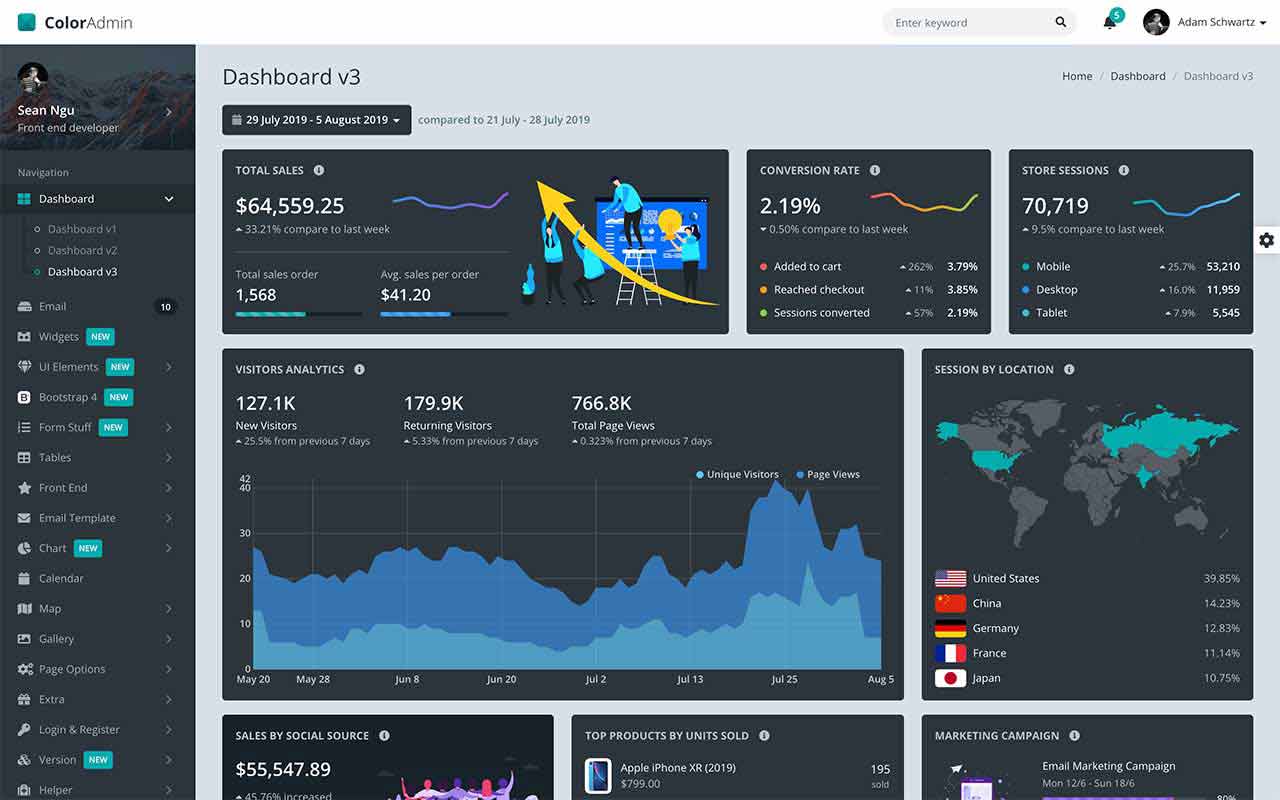 ColorAdmin
Enter keyword
5
Adam Schwartz
Sean Ngu
Front end developer
Navigation
Dashboard
Dashboard v1
Dashboard v2
Dashboard v3
Email 10
Widgets NEW
UI Elements NEW
B Bootstrap 4 NEW
Form Stuff NEW
Tables
Front End
Email Template
Chart NEW
Calendar
Map
Gallery
Page Options
Extra
Login & Register
Version NEW
Helper
Dashboard v3
Home / Dashboard / Dashboard v3
29 July 2019 - 5 August 2019
compared to 21 July - 28 July 2019
TOTAL SALES
$64,559.25
33.21% compare to last week
Total sales order
1,568
Avg. sales per order
$41.20
CONVERSION RATE
2.19%
0.50% compare to last week
Added to cart 262% 3.79%
Reached checkout 11% 3.85%
Sessions converted 57% 2.19%
STORE SESSIONS
70,719
9.5% compare to last week
Mobile 25.7% 53,210
Desktop 16.0% 11,959
Tablet 7.9% 5,545
VISITORS ANALYTICS
127.1K
New Visitors
25.5% from previous 7 days
179.9K
Returning Visitors
5.33% from previous 7 days
766.8K
Total Page Views
0.323% from previous 7 days
Unique Visitors Page Views
42
40
30
20
10
0
May 20 May 28 Jun 8 Jun 20 Jul 2 Jul 13 Jul 25 Aug 5
SESSION BY LOCATION
United States 39.85%
China 14.23%
Germany 12.83%
France 11.14%
Japan 10.75%
SALES BY SOCIAL SOURCE
$55,547.89
45.76% increased
TOP PRODUCTS BY UNITS SOLD
Apple iPhone XR (2019) 195
$799.00 sold
MARKETING CAMPAIGN
Email Marketing Campaign
Mon 12/6 - Sun 18/6
80%